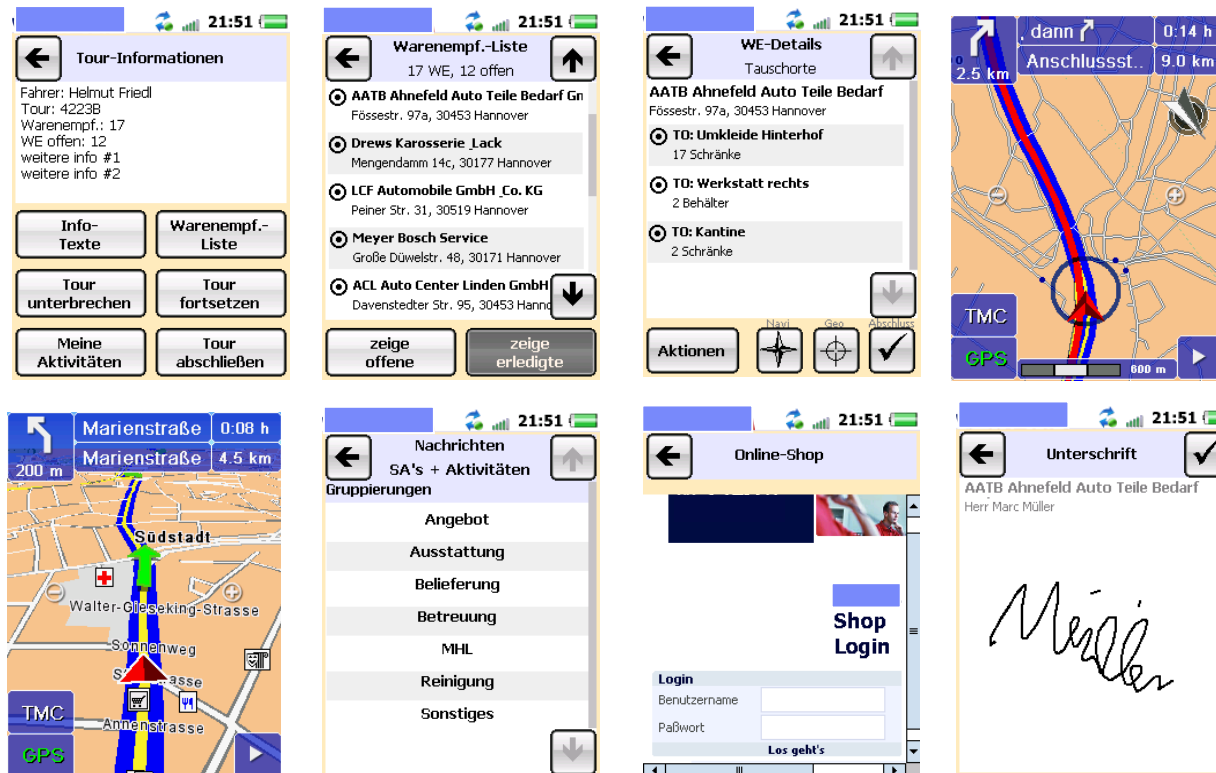 21:51
Tour-Informationen
Fahrer: Helmut Friedl
Tour: 4223B
Warenempf.: 17
WE offen: 12
weitere info #1
weitere info #2
Info-
Texte
Warenempf.-
Liste
Tour
unterbrechen
Tour
fortsetzen
Meine
Aktivitäten
Tour
abschließen
21:51
Warenempf.-Liste
17 WE, 12 offen
AATB Ahnefeld Auto Teile Bedarf Gm
Fössestr. 97a, 30453 Hannover
Drews Karosserie_Lack
Mengendamm 14c, 30177 Hannover
LCF Automobile GmbH_Co. KG
Peiner Str. 31, 30519 Hannover
Meyer Bosch Service
Große Düwelstr. 48, 30171 Hannover
ACL Auto Center Linden GmbH
Davenstedter Str. 95, 30453 Hanno
zeige
offene
zeige
erledigte
21:51
WE-Details
Tauschorte
AATB Ahnefeld Auto Teile Bedarf
Fössestr. 97a, 30453 Hannover
TO: Umkleide Hinterhof
17 Schränke
TO: Werkstatt rechts
2 Behälter
TO: Kantine
2 Schränke
Navi Geo Abschluss
Aktionen
. dann 0:14 h
2.5 km Anschlussst.. 9.0 km
TMC
GPS
600 m
Marienstraße 0:08 h
200 m Marienstraße 4.5 km
Südstadt
Walter-Gieseking-Strasse
Sonnenweg
Annenstrasse
TMC
GPS
21:51
Nachrichten
SA's + Aktivitäten
Gruppierungen
Angebot
Ausstattung
Belieferung
Betreuung
MHL
Reinigung
Sonstiges
21:51
Online-Shop
Shop
Login
Login
Benutzername
Paßwort
Los geht's
21:51
Unterschrift
AATB Ahnefeld Auto Teile Bedarf
Herr Marc Müller
Müller